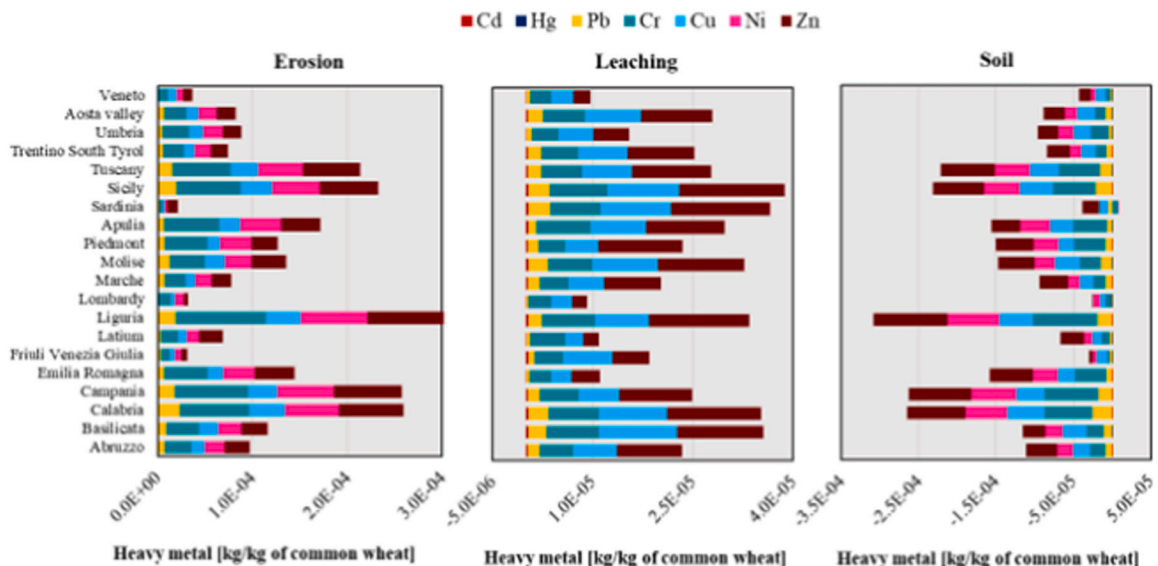 Cd Hg Pb Cr Cu Ni Zn
Erosion Leaching Soil
Veneto
Aosta valley
Umbria
Trentino South Tyrol
Tuscany
Sicily
Sardinia
Apulia
Piedmont
Molise
Marche
Lombardy
Liguria
Latium
Friuli Venezia Giulia
Emilia Romagna
Campania
Calabria
Basilicata
Abruzzo
0.0E+00 1.0E-04 2.0E-04 3.0E-04 -5.0E-06 1.0E-05 2.5E-05 4.0E-05 -3.5E-04 -2.5E-04 -1.5E-04 -5.0E-05 5.0E-05
Heavy metal [kg/kg of common wheat] Heavy metal [kg/kg of common wheat] Heavy metal [kg/kg of common wheat]